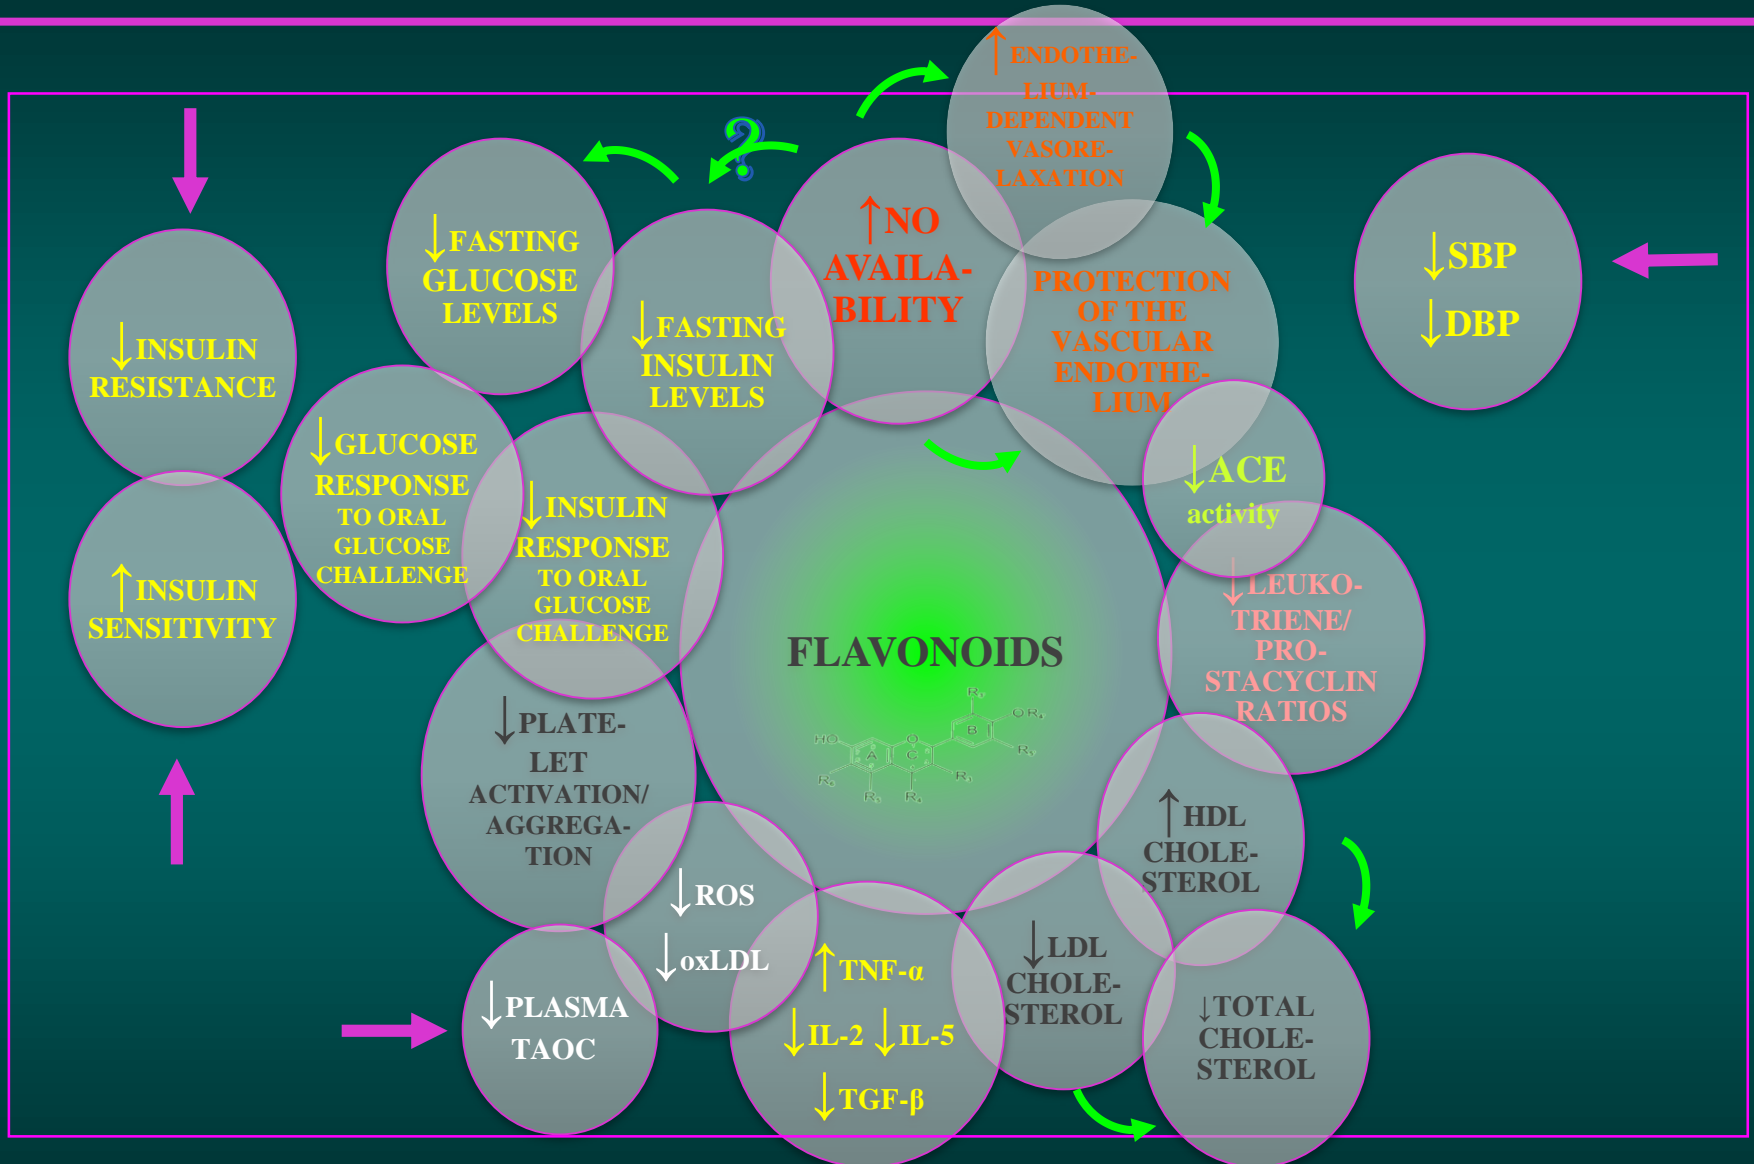 ↑ ENDOTHE-
LIUM-
DEPENDENT
VASORE-
LAXATION
?
↓FASTING
GLUCOSE
LEVELS
↓FASTING
INSULIN
LEVELS
↑NO
AVAILA-
BILITY
PROTECTION
OF THE
VASCULAR
ENDOTHE-
LIUM
↓SBP
↓DBP
↓INSULIN
RESISTANCE
↑INSULIN
SENSITIVITY
↓GLUCOSE
RESPONSE
TO ORAL
GLUCOSE
CHALLENGE
↓INSULIN
RESPONSE
TO ORAL
GLUCOSE
CHALLENGE
↓ACE
activity
↓LEUKO-
TRIENE/
PRO-
STACYCLIN
RATIOS
FLAVONOIDS
HO
O
OR₄
A
C
B
↓PLATE-
LET
ACTIVATION/
AGGREGA-
TION
↑HDL
CHOLE-
STEROL
↓ROS
↓oxLDL
↓LDL
CHOLE-
STEROL
↓TOTAL
CHOLE-
STEROL
↑TNF-α
↓IL-2 ↓IL-5
↓TGF-β
↓PLASMA
TAOC